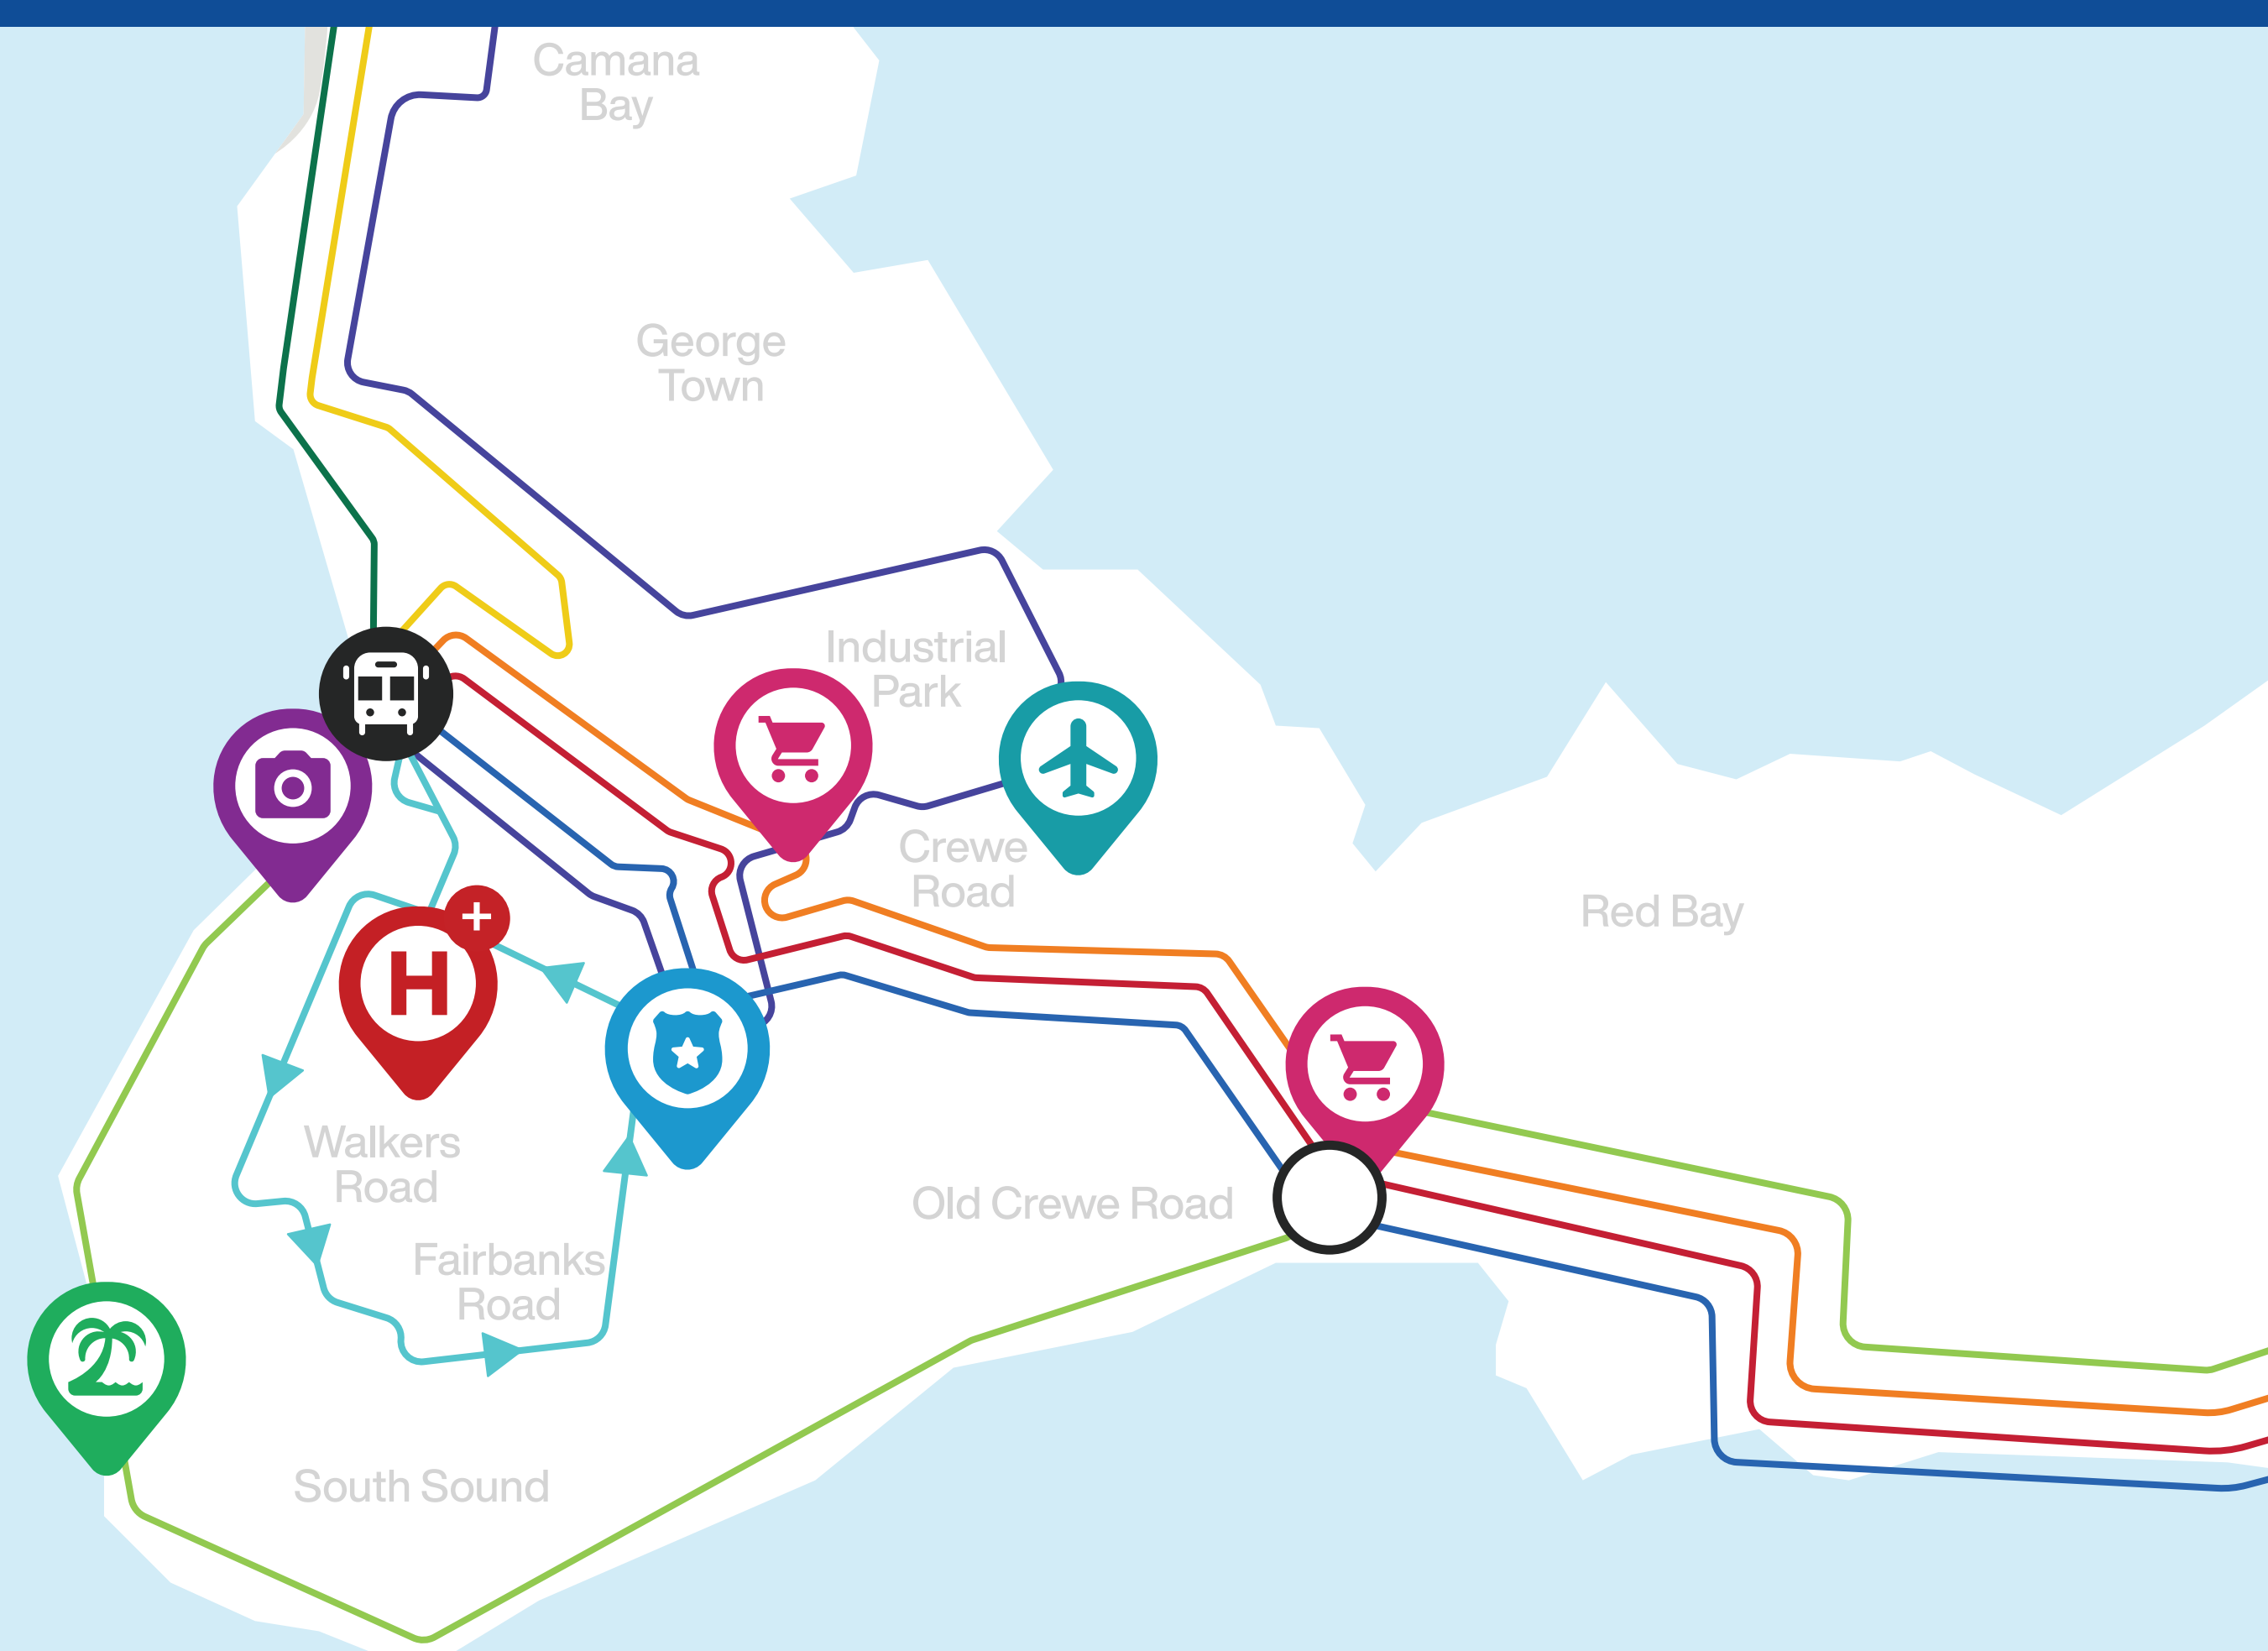 Camana
Bay
George
Town
Industrial
Park
Crewe
Road
Red Bay
H
Walkers
Road
Old Crewe Road
Fairbanks
Road
South Sound